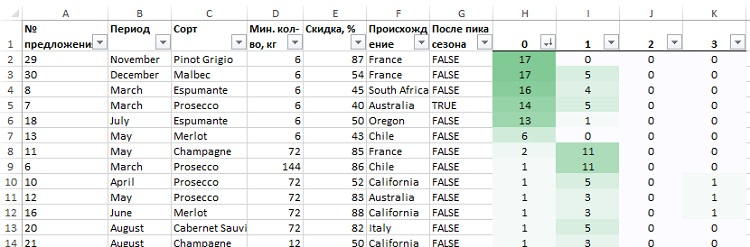 A B C D E F G H I J K
№ Период Сорт Мин. кол- Скидка, % Происхожд После пика
1 предложени во, кг ение сезона 0 1 2 3
2 29 November Pinot Grigio 6 87 France FALSE 17 0 0 0
3 30 December Malbec 6 54 France FALSE 17 5 0 0
4 8 March Espumante 6 45 South Africa FALSE 16 4 0 0
5 7 March Prosecco 6 40 Australia TRUE 14 5 0 0
6 18 July Espumante 6 50 Oregon FALSE 13 1 0 0
7 13 May Merlot 6 43 Chile FALSE 6 0 0 0
8 11 May Champagne 72 85 France FALSE 2 11 0 0
9 6 March Prosecco 144 86 Chile FALSE 1 11 0 0
10 10 April Prosecco 72 52 California FALSE 1 5 0 1
11 12 May Prosecco 72 83 Australia FALSE 1 3 0 1
12 16 June Merlot 72 88 California FALSE 1 3 0 1
13 20 August Cabernet Sauvi 72 82 Italy FALSE 1 5 0 0
14 21 August Champagne 12 50 California FALSE 1 3 0 0